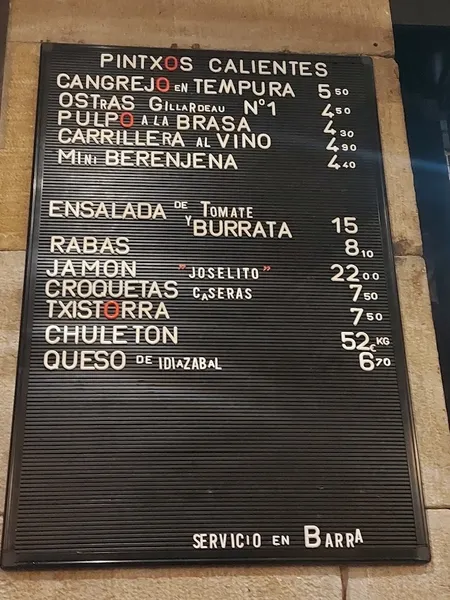 PINTXOS CALIENTES
CANGREJO EN TEMPURA 5 50
OSTRAS GILLARDEAU Nº1 4 50
PULPO A LA BRASA 4 30
CARRILLERA AL VINO 4 90
MINI BERENJENA 4 40
ENSALADA DE TOMATE
Y BURRATA 15
RABAS 8 10
JAMON "JOSELITO" 22 00
CROQUETAS CASERAS 7 50
TXISTORRA 7 50
CHULETON 52 € KG
QUESO DE IDIAZABAL 6 70
SERVICIO EN BARRA